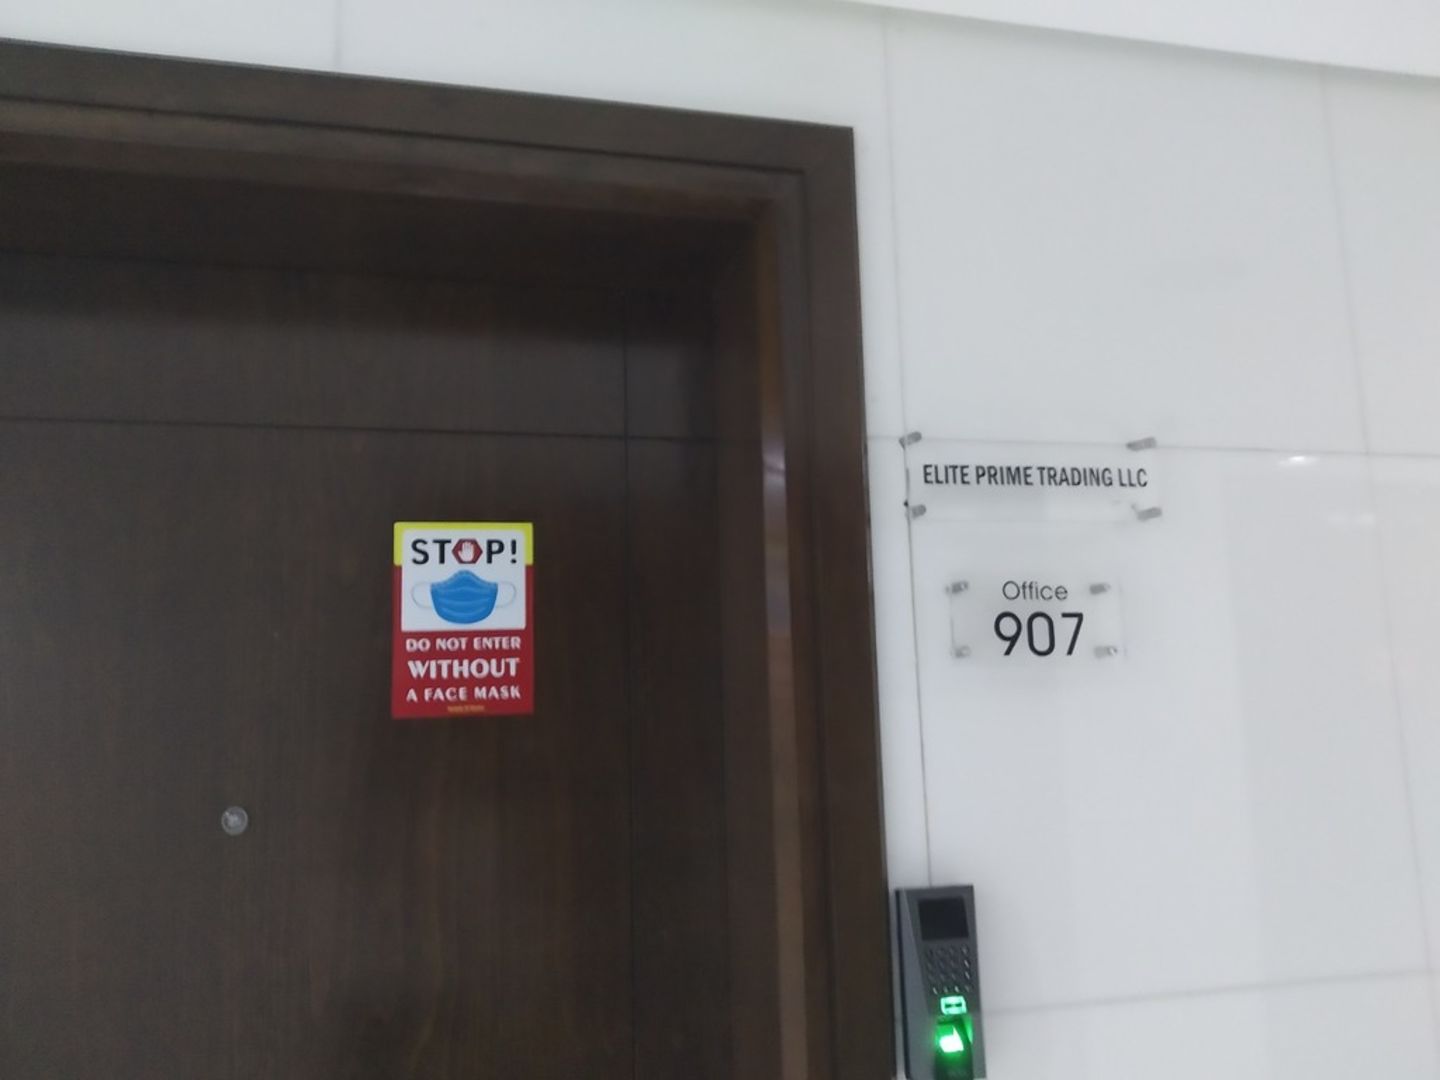 STOP!
DO NOT ENTER
WITHOUT
A FACE MASK
ELITE PRIME TRADING LLC
Office
907